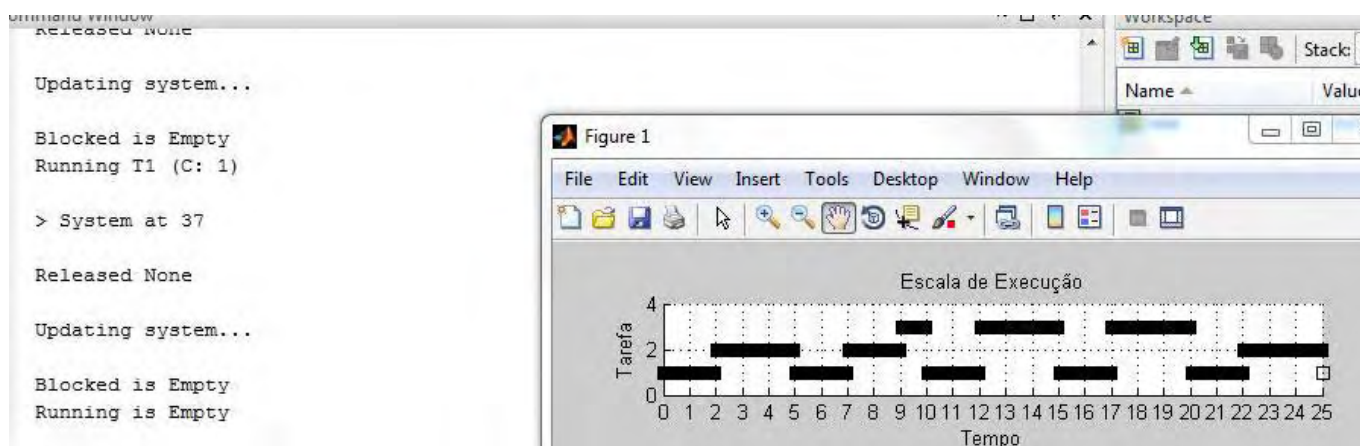 Command Window
Released None
Updating system...
Blocked is Empty
Running T1 (C: 1)
> System at 37
Released None
Updating system...
Blocked is Empty
Running is Empty
Workspace
Stack:
Name
Figure 1
File Edit View Insert Tools Desktop Window Help
Escala de Execução
Tarefa
4
2
0
0 1 2 3 4 5 6 7 8 9 10 11 12 13 14 15 16 17 18 19 20 21 22 23 24 25
Tempo